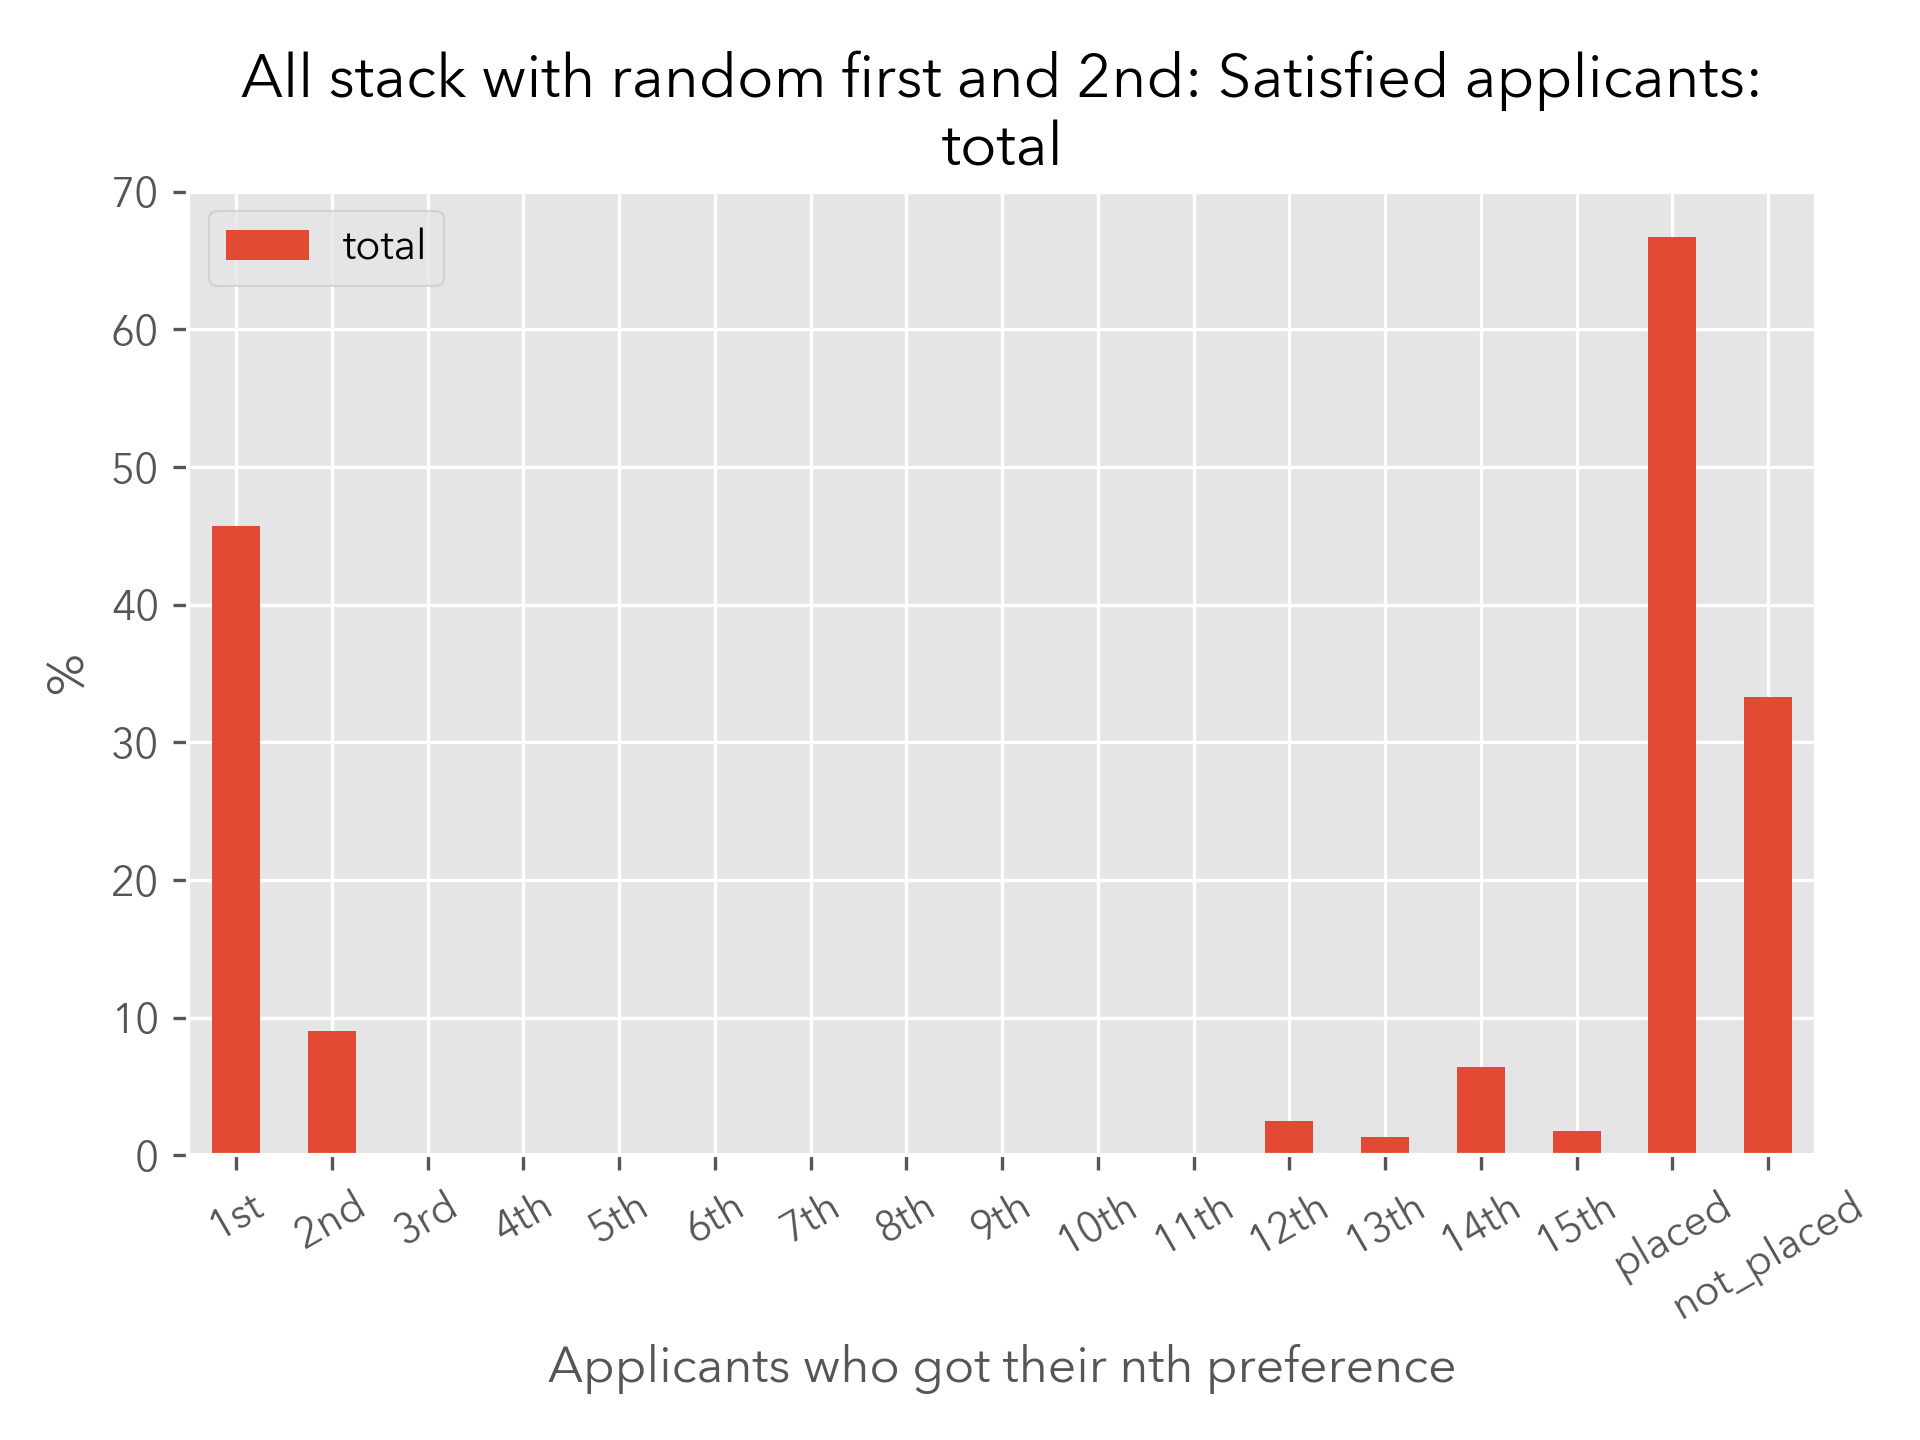 All stack with random first and 2nd: Satisfied applicants:
total
70
60
50
40
30
20
10
0
%
total
1st
2nd
3rd
4th
5th
6th
7th
8th
9th
10th
11th
12th
13th
14th
15th
placed
not_placed
Applicants who got their nth preference